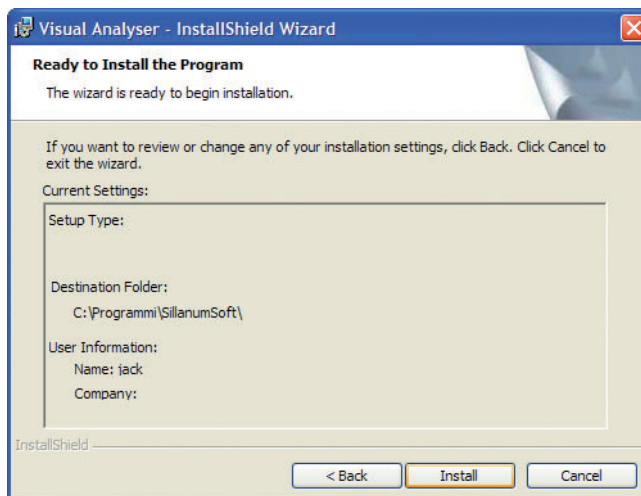 Visual Analyser - InstallShield Wizard
Ready to Install the Program
The wizard is ready to begin installation.
If you want to review or change any of your installation settings, click Back. Click Cancel to
exit the wizard.
Current Settings:
Setup Type:
Destination Folder:
C:\Programmi\SillanumSoft\
User Information:
Name: jack
Company:
InstallShield
< Back
Install
Cancel